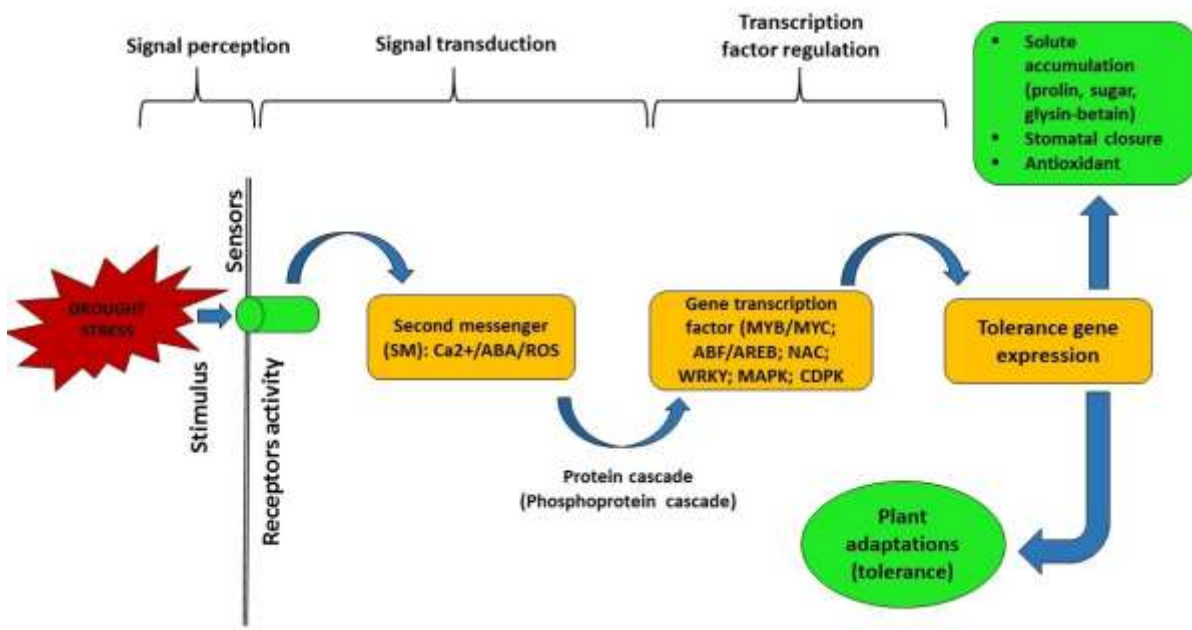 Signal perception
Signal transduction
Transcription
factor regulation
▪ Solute
accumulation
(prolin, sugar,
glysin-betain)
▪ Stomatal closure
▪ Antioxidant
Sensors
DROUGHT
STRESS
Stimulus
Receptors activity
Second messenger
(SM): Ca2+/ABA/ROS
Protein cascade
(Phosphoprotein cascade)
Gene transcription
factor (MYB/MYC;
ABF/AREB; NAC;
WRKY; MAPK; CDPK
Tolerance gene
expression
Plant
adaptations
(tolerance)